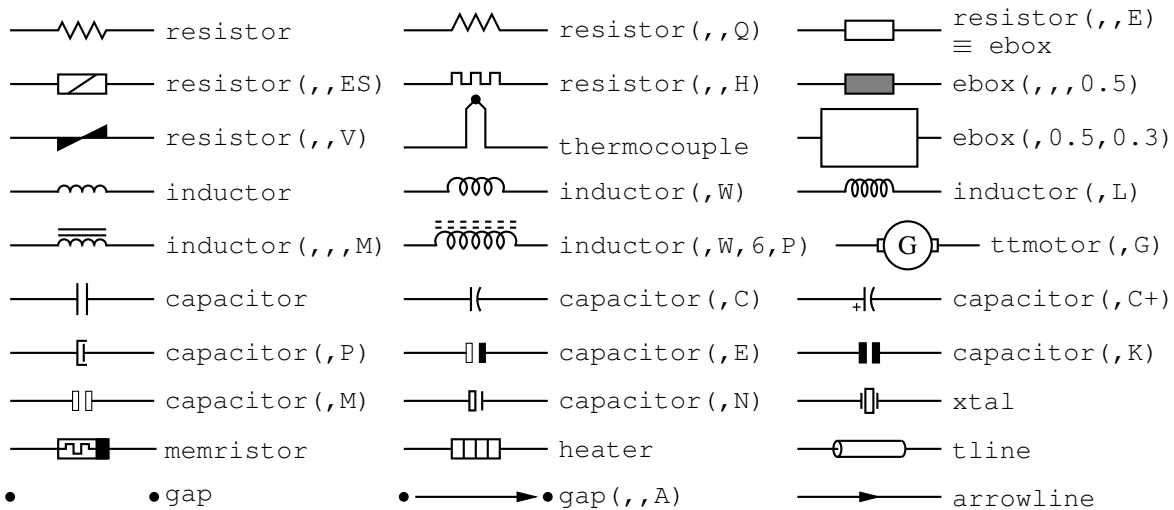 resistor
resistor(,,Q)
resistor(,,E)
≡ ebox
resistor(,,ES)
resistor(,,H)
ebox(,,,0.5)
resistor(,,V)
thermocouple
ebox(,0.5,0.3)
inductor
inductor(,W)
inductor(,L)
inductor(,,,M)
inductor(,W,6,P)
G
ttmotor(,G)
capacitor
capacitor(,C)
+
capacitor(,C+)
capacitor(,P)
capacitor(,E)
capacitor(,K)
capacitor(,M)
capacitor(,N)
xtal
memristor
heater
tline
gap
gap(,,A)
arrowline